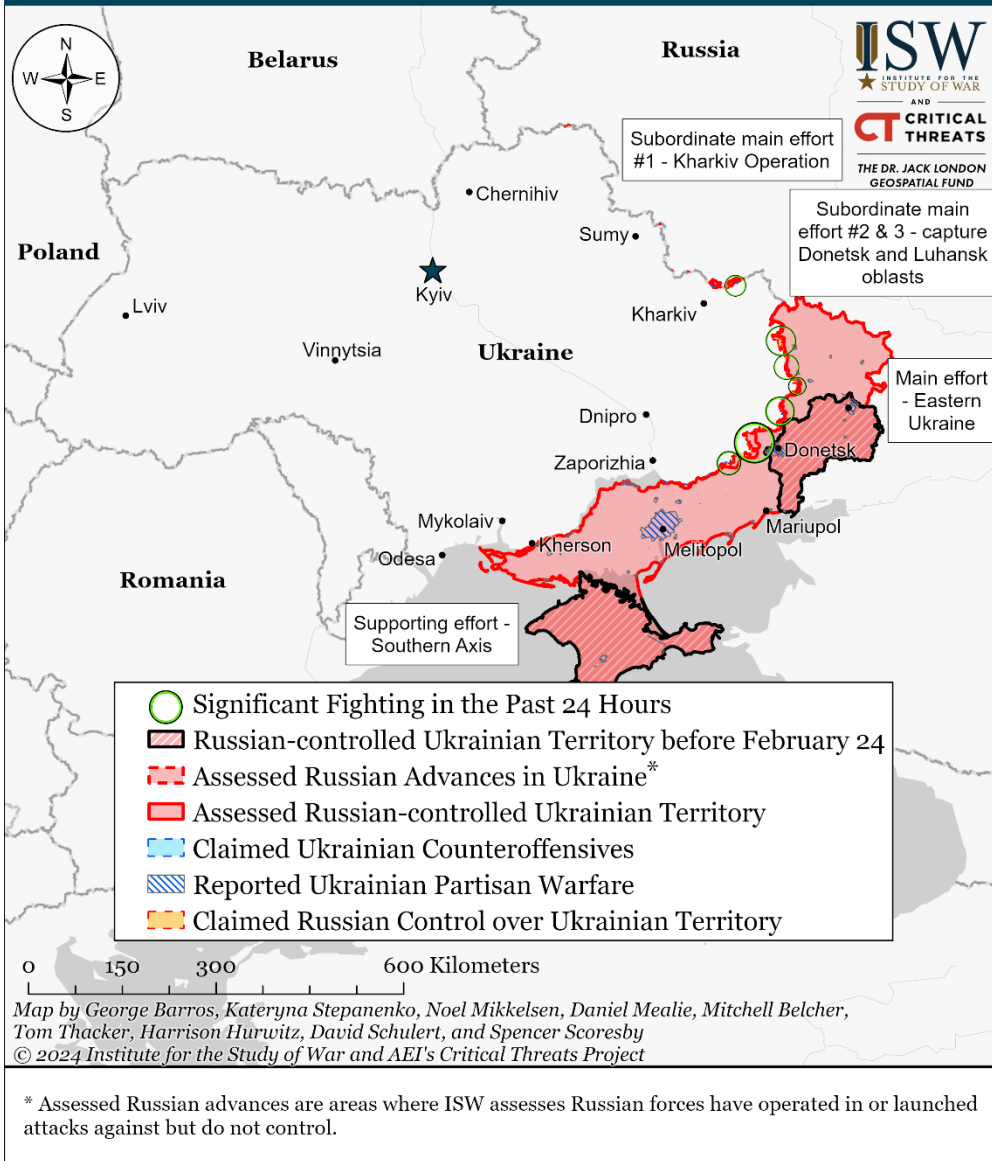 N
W
E
S
Belarus
Russia
ISW
INSTITUTE FOR THE
STUDY OF WAR
AND
CT CRITICAL
THREATS
THE DR. JACK LONDON
GEOSPATIAL FUND
Subordinate main effort
#1 - Kharkiv Operation
Subordinate main
effort #2 & 3 - capture
Donetsk and Luhansk
oblasts
Chernihiv
Sumy
Poland
Kyiv
Lviv
Kharkiv
Vinnytsia
Ukraine
Main effort
- Eastern
Ukraine
Dnipro
Donetsk
Zaporizhia
Mykolaiv
Mariupol
Kherson
Melitopol
Odesa
Romania
Supporting effort -
Southern Axis
Significant Fighting in the Past 24 Hours
Russian-controlled Ukrainian Territory before February 24
Assessed Russian Advances in Ukraine*
Assessed Russian-controlled Ukrainian Territory
Claimed Ukrainian Counteroffensives
Reported Ukrainian Partisan Warfare
Claimed Russian Control over Ukrainian Territory
0 150 300 600 Kilometers
Map by George Barros, Kateryna Stepanenko, Noel Mikkelsen, Daniel Mealie, Mitchell Belcher,
Tom Thacker, Harrison Hurwitz, David Schulert, and Spencer Scoresby
© 2024 Institute for the Study of War and AEI's Critical Threats Project
* Assessed Russian advances are areas where ISW assesses Russian forces have operated in or launched
attacks against but do not control.